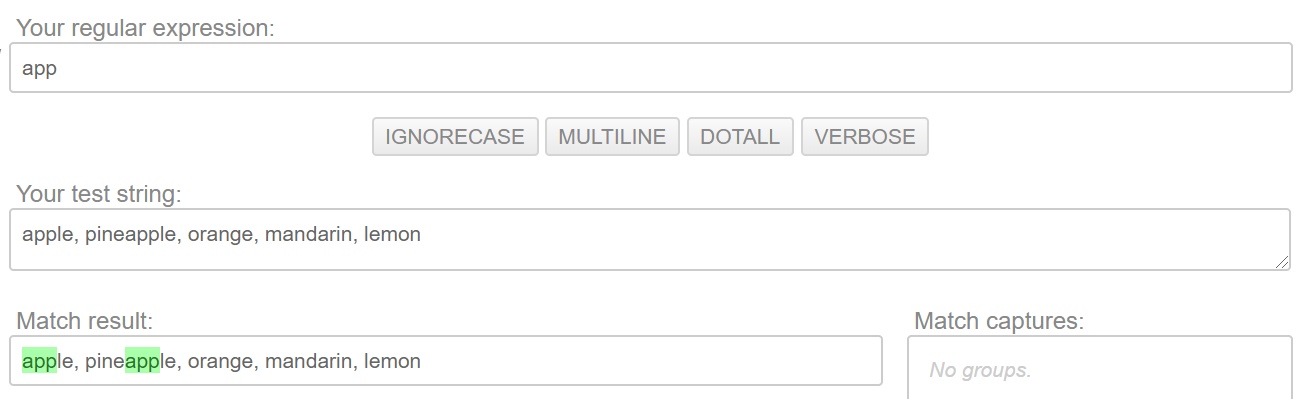 Your regular expression:
app
IGNORECASE MULTILINE DOTALL VERBOSE
Your test string:
apple, pineapple, orange, mandarin, lemon
Match result:
Match captures:
apple, pineapple, orange, mandarin, lemon
No groups.